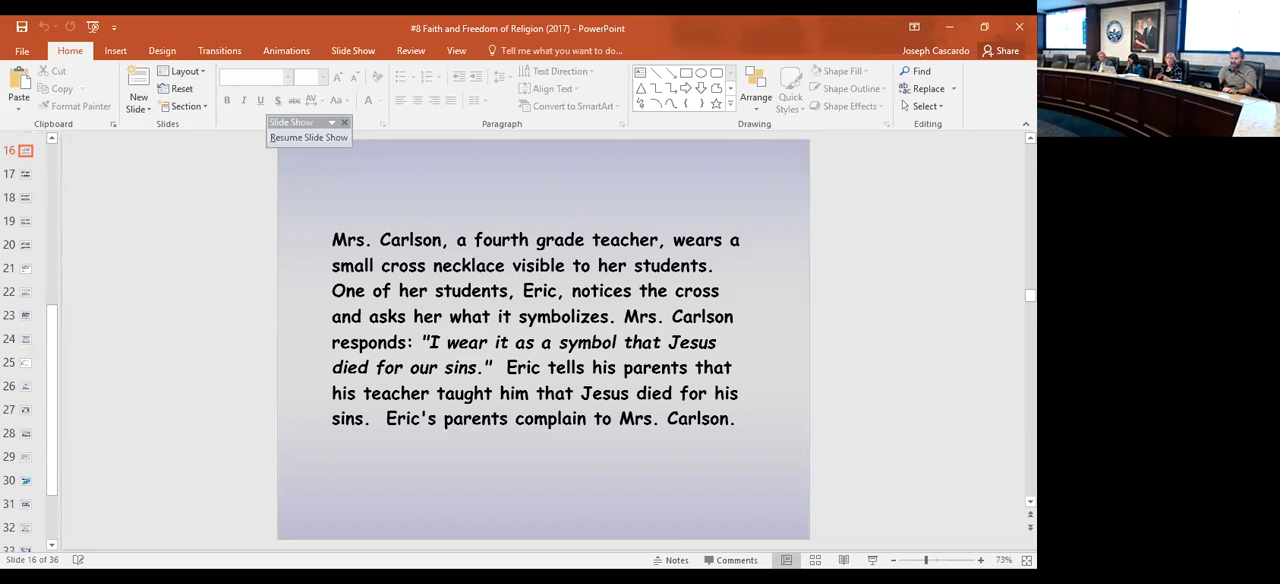 #8 Faith and Freedom of Religion (2017) - PowerPoint
File Home Insert Design Transitions Animations Slide Show Review View Tell me what you want to do... Joseph Cascardo Share
Paste
Cut
Copy
Format Painter
Clipboard
New Slide
Layout
Reset
Section
Slides
B I U S abc AV Aa A
Text Direction
Align Text
Convert to SmartArt
Paragraph
Arrange
Quick Styles
Shape Fill
Shape Outline
Shape Effects
Drawing
Find
Replace
Select
Editing
Slide Show
Resume Slide Show
16
17
18
19
20
21
22
23
24
25
26
27
28
29
30
31
32
33
Mrs. Carlson, a fourth grade teacher, wears a
small cross necklace visible to her students.
One of her students, Eric, notices the cross
and asks her what it symbolizes. Mrs. Carlson
responds: "I wear it as a symbol that Jesus
died for our sins." Eric tells his parents that
his teacher taught him that Jesus died for his
sins. Eric's parents complain to Mrs. Carlson.
Slide 16 of 36 Notes Comments 73%